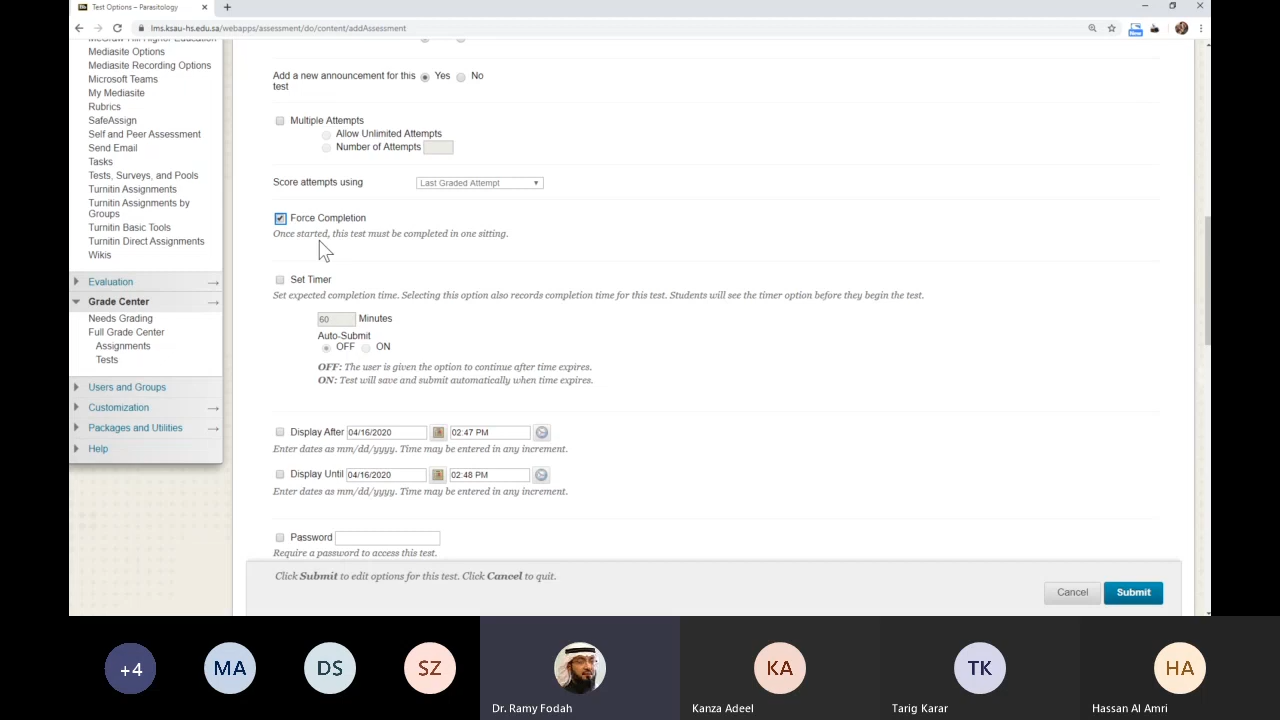 Test Options – Parasitology
lms.ksau-hs.edu.sa/webapps/assessment/do/content/addAssessment
New
McGraw-Hill Higher Education
Mediasite Options
Mediasite Recording Options
Microsoft Teams
My Mediasite
Rubrics
SafeAssign
Self and Peer Assessment
Send Email
Tasks
Tests, Surveys, and Pools
Turnitin Assignments
Turnitin Assignments by
Groups
Turnitin Basic Tools
Turnitin Direct Assignments
Wikis
Evaluation
Grade Center
Needs Grading
Full Grade Center
Assignments
Tests
Users and Groups
Customization
Packages and Utilities
Help
Add a new announcement for this
test
Yes No
Multiple Attempts
Allow Unlimited Attempts
Number of Attempts
Score attempts using Last Graded Attempt
Force Completion
Once started, this test must be completed in one sitting.
Set Timer
Set expected completion time. Selecting this option also records completion time for this test. Students will see the timer option before they begin the test.
60 Minutes
Auto-Submit
OFF ON
OFF: The user is given the option to continue after time expires.
ON: Test will save and submit automatically when time expires.
Display After 04/16/2020 02:47 PM
Enter dates as mm/dd/yyyy. Time may be entered in any increment.
Display Until 04/16/2020 02:48 PM
Enter dates as mm/dd/yyyy. Time may be entered in any increment.
Password
Require a password to access this test.
Click Submit to edit options for this test. Click Cancel to quit.
Cancel Submit
+4 MA DS SZ KA TK HA
Dr. Ramy Fodah Kanza Adeel Tarig Karar Hassan Al Amri